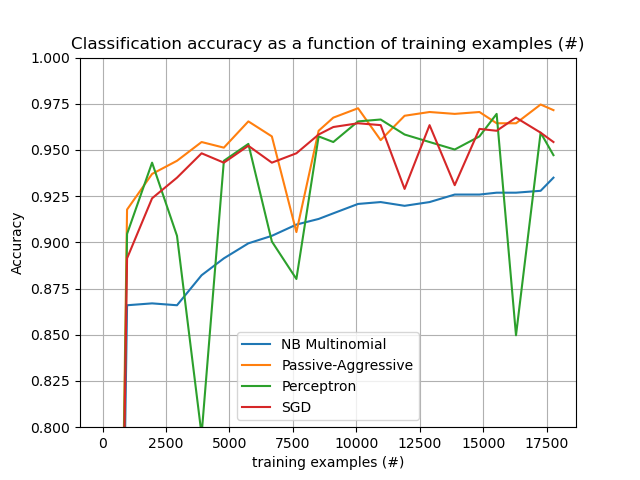 Classification accuracy as a function of training examples (#)
1.000
0.975
0.950
0.925
0.900
0.875
0.850
0.825
0.800
Accuracy
NB Multinomial
Passive-Aggressive
Perceptron
SGD
0 2500 5000 7500 10000 12500 15000 17500
training examples (#)